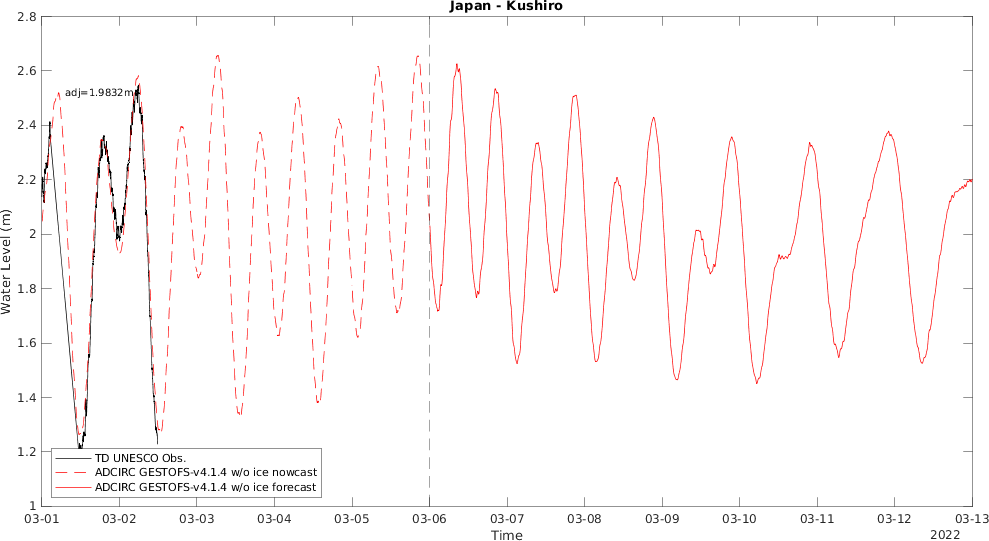 Japan - Kushiro
2.8
2.6
2.4
2.2
2
1.8
1.6
1.4
1.2
1
Water Level (m)
adj=1.9832m
TD UNESCO Obs.
ADCIRC GESTOFS-v4.1.4 w/o ice nowcast
ADCIRC GESTOFS-v4.1.4 w/o ice forecast
03-01 03-02 03-03 03-04 03-05 03-06 03-07 03-08 03-09 03-10 03-11 03-12 03-13
Time
2022